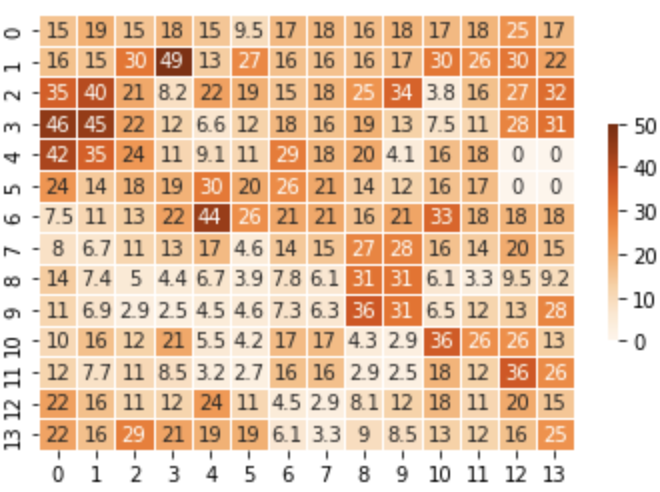 0 15 19 15 18 15 9.5 17 18 16 18 17 18 25 17
1 16 15 30 49 13 27 16 16 16 17 30 26 30 22
2 35 40 21 8.2 22 19 15 18 25 34 3.8 16 27 32
3 46 45 22 12 6.6 12 18 16 19 13 7.5 11 28 31
4 42 35 24 11 9.1 11 29 18 20 4.1 16 18 0 0
5 24 14 18 19 30 20 26 21 14 12 16 17 0 0
6 7.5 11 13 22 44 26 21 21 16 21 33 18 18 18
7 8 6.7 11 13 17 4.6 14 15 27 28 16 14 20 15
8 14 7.4 5 4.4 6.7 3.9 7.8 6.1 31 31 6.1 3.3 9.5 9.2
9 11 6.9 2.9 2.5 4.5 4.6 7.3 6.3 36 31 6.5 12 13 28
10 10 16 12 21 5.5 4.2 17 17 4.3 2.9 36 26 26 13
11 12 7.7 11 8.5 3.2 2.7 16 16 2.9 2.5 18 12 36 26
12 22 16 11 12 24 11 4.5 2.9 8.1 12 18 11 20 15
13 22 16 29 21 19 19 6.1 3.3 9 8.5 13 12 16 25
0 1 2 3 4 5 6 7 8 9 10 11 12 13
50
40
30
20
10
0